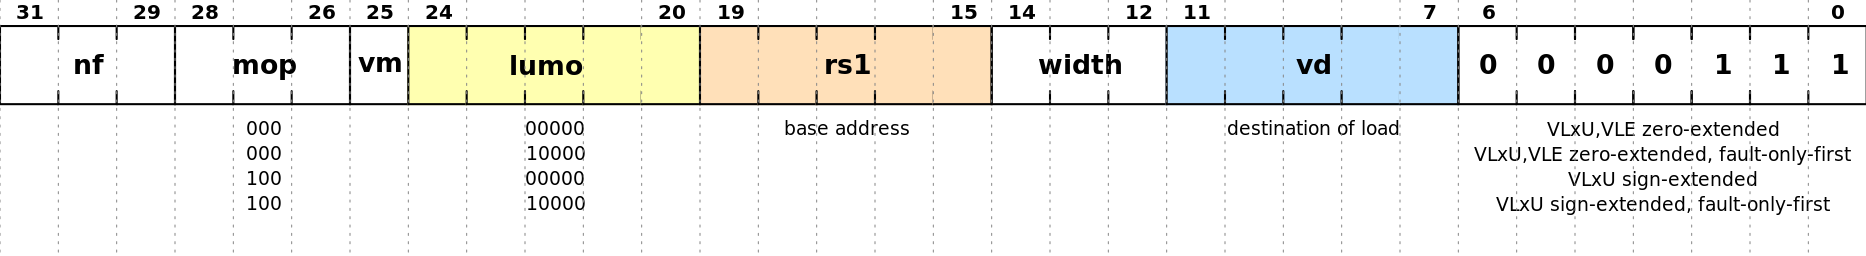 31 29 28 26 25 24 20 19 15 14 12 11 7 6 0
nf mop vm lumo rs1 width vd 0 0 0 0 1 1 1
000 00000 base address destination of load VLxU,VLE zero-extended
000 10000 VLxU,VLE zero-extended, fault-only-first
100 00000 VLxU sign-extended
100 10000 VLxU sign-extended, fault-only-first